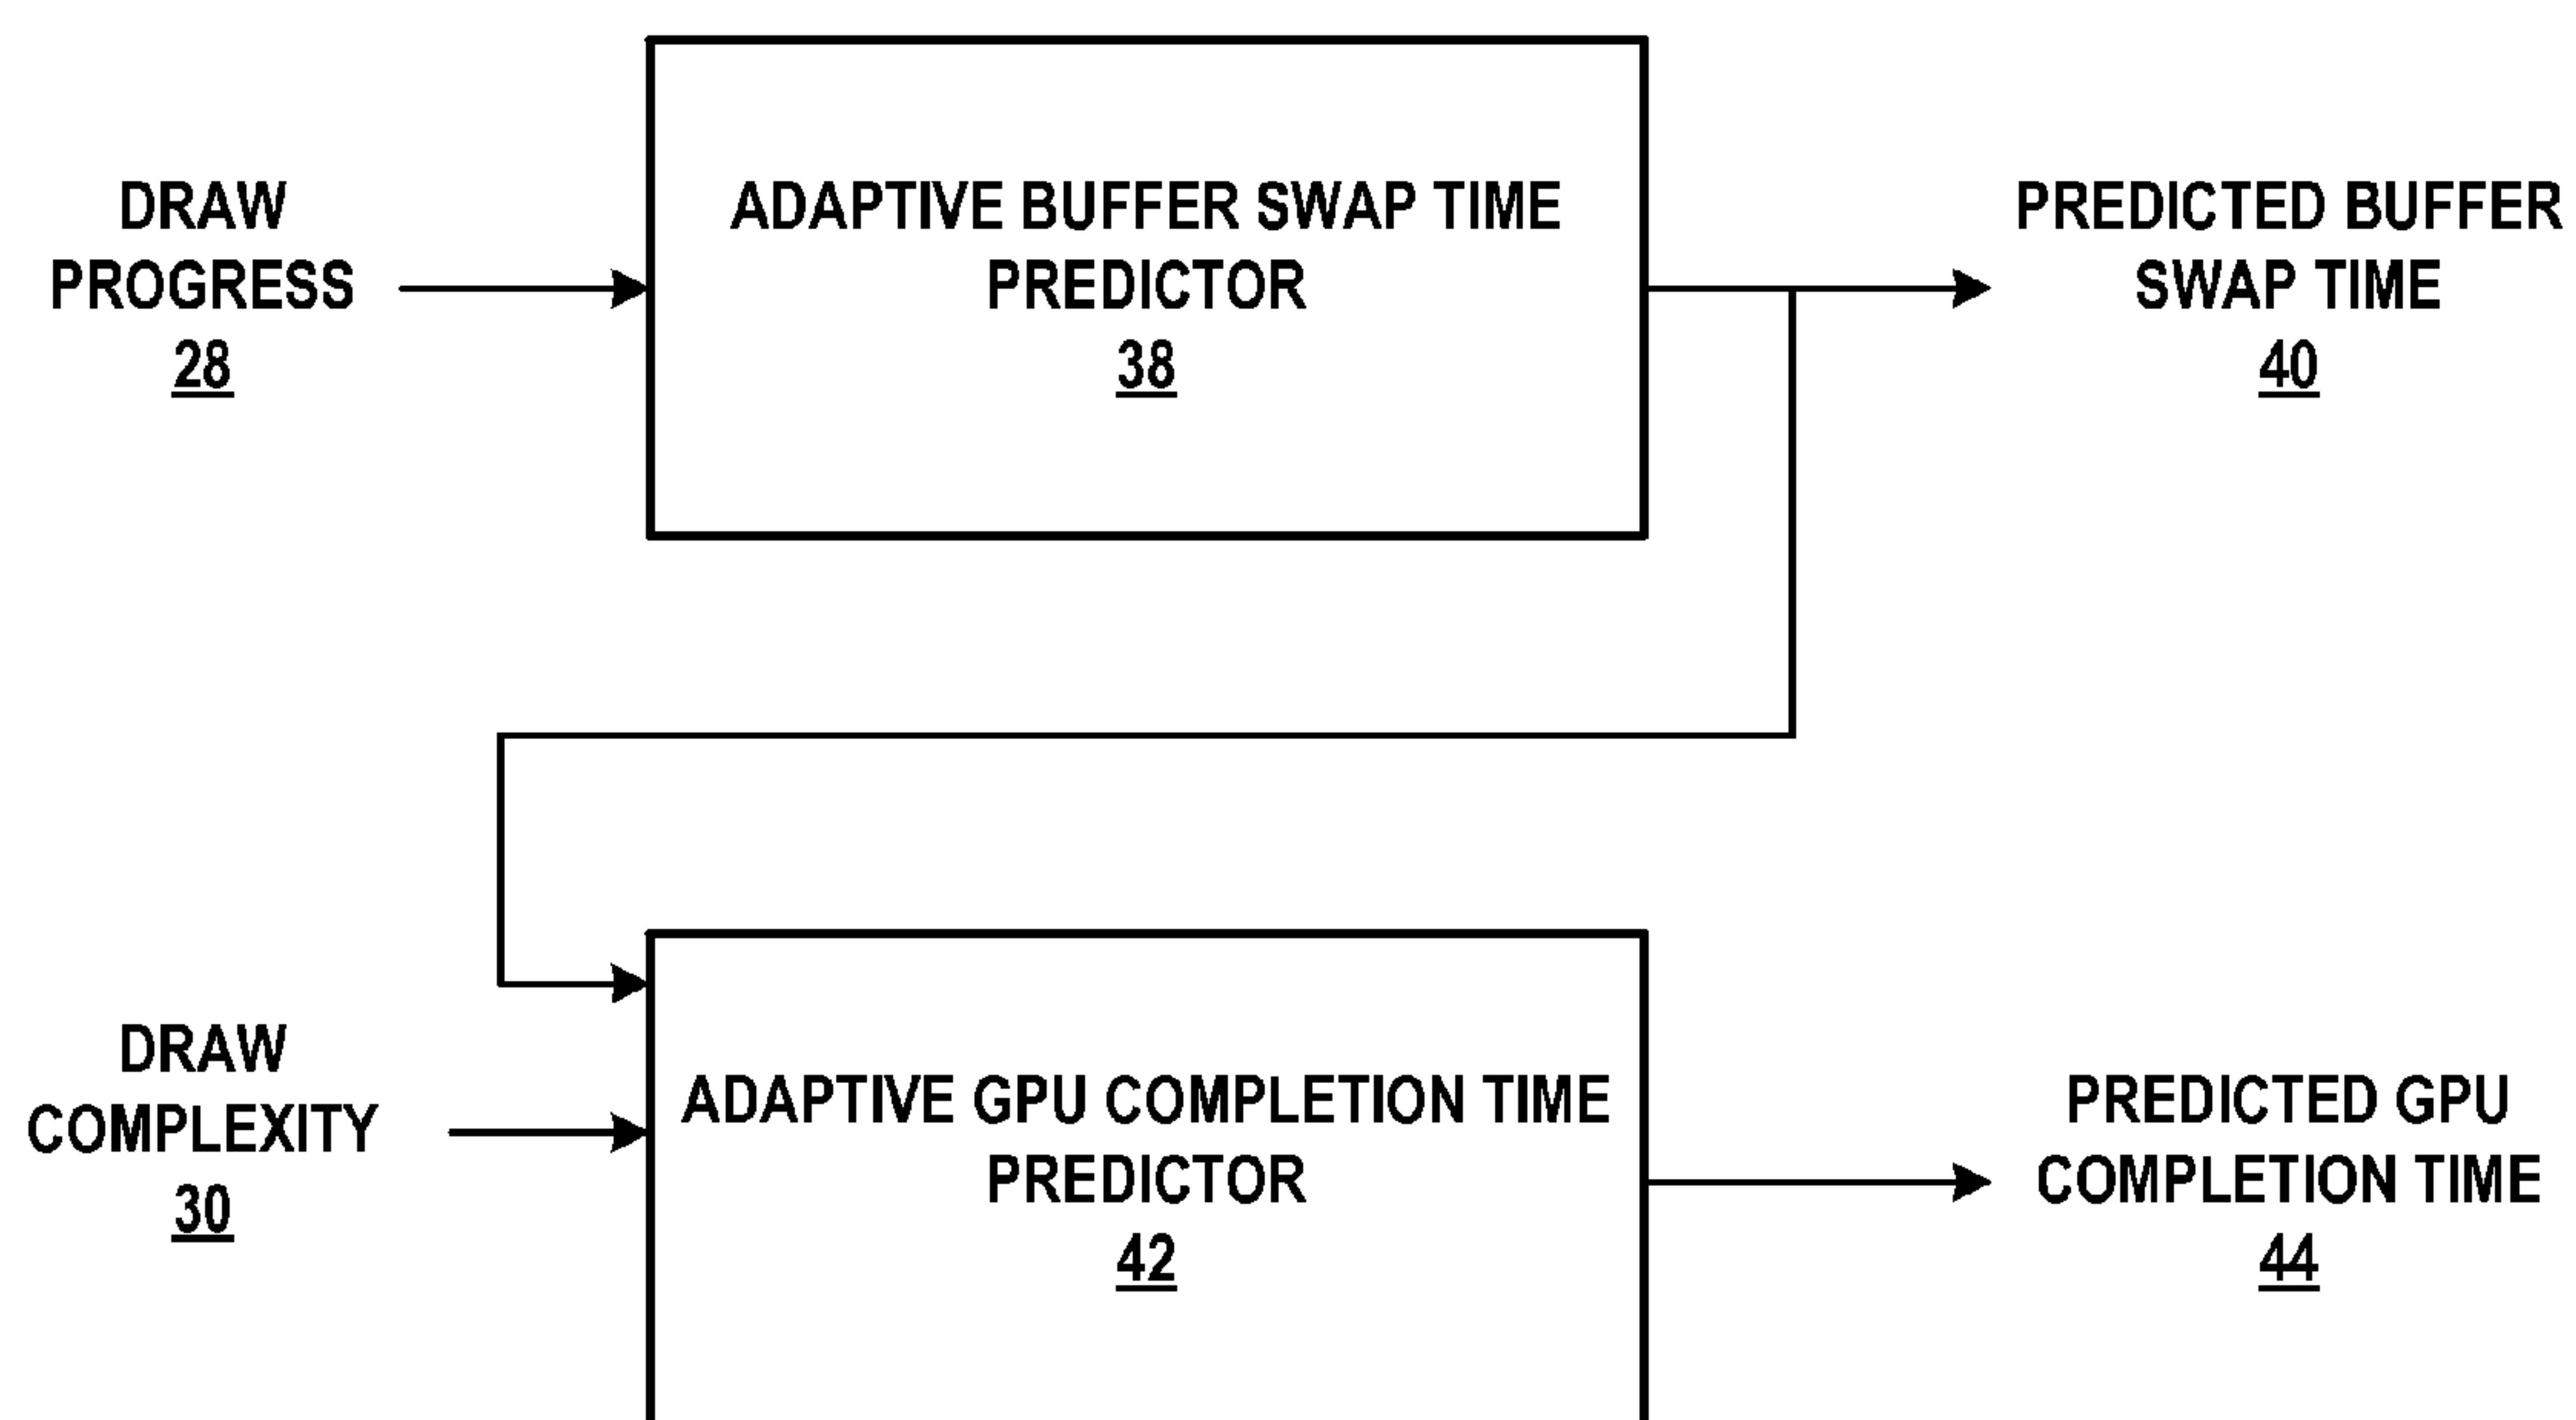 DRAW
PROGRESS
28
ADAPTIVE BUFFER SWAP TIME
PREDICTOR
38
PREDICTED BUFFER
SWAP TIME
40
DRAW
COMPLEXITY
30
ADAPTIVE GPU COMPLETION TIME
PREDICTOR
42
PREDICTED GPU
COMPLETION TIME
44